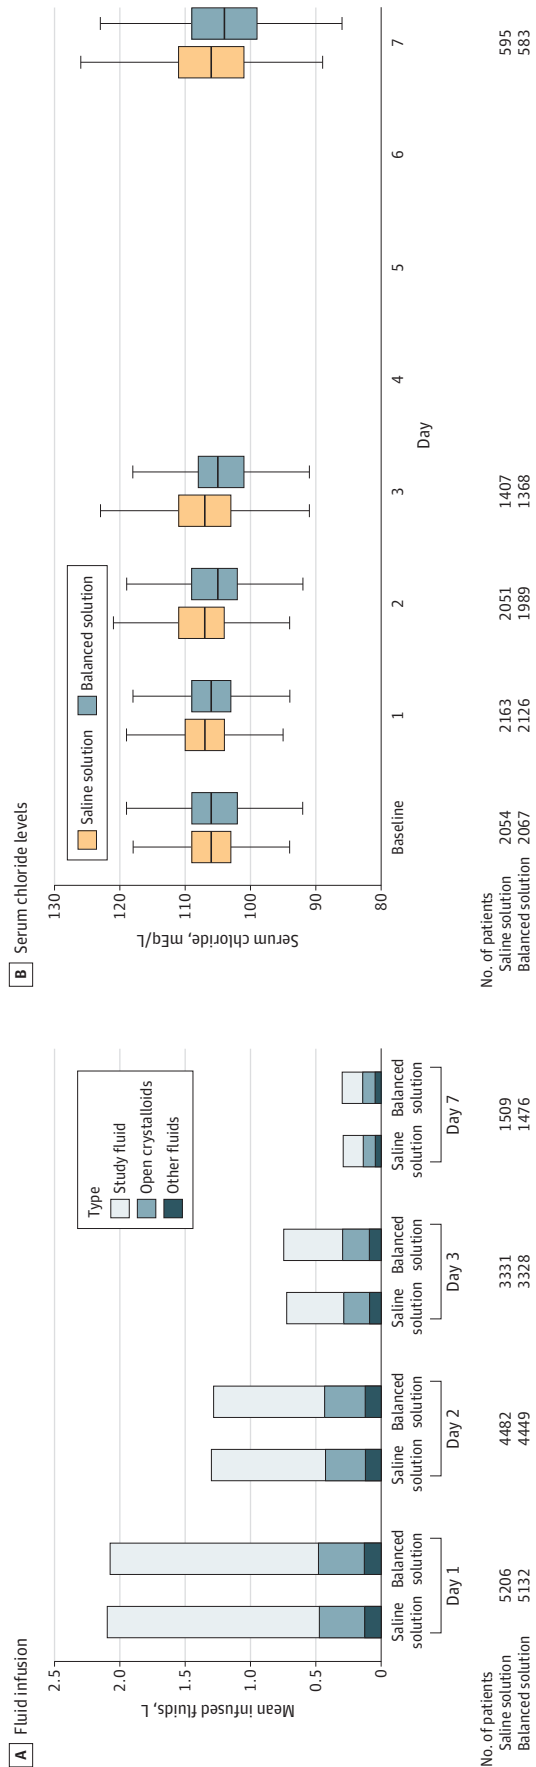 A Fluid infusion
2.5
2.0
1.5
1.0
0.5
0
Mean infused fluids, L
Type
Study fluid
Open crystalloids
Other fluids
Saline solution
Balanced solution
Saline solution
Balanced solution
Saline solution
Balanced solution
Saline solution
Balanced solution
Day 1
Day 2
Day 3
Day 7
No. of patients
Saline solution 5206 4482 3331 1509
Balanced solution 5132 4449 3328 1476
B Serum chloride levels
130
120
110
100
90
80
Serum chloride, mEq/L
Saline solution Balanced solution
Baseline 1 2 3 4 5 6 7
Day
No. of patients
Saline solution 2054 2163 2051 1407 595
Balanced solution 2067 2126 1989 1368 583